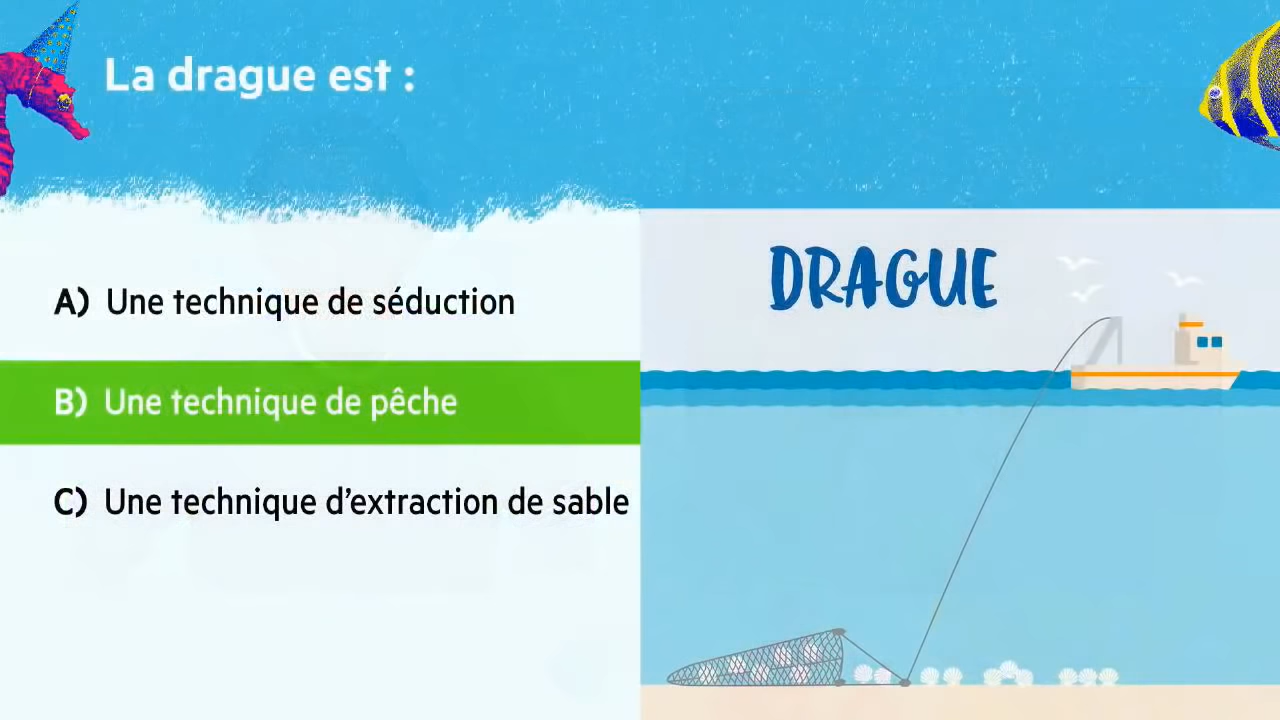 La drague est :
A) Une technique de séduction
B) Une technique de pêche
C) Une technique d’extraction de sable
DRAGUE